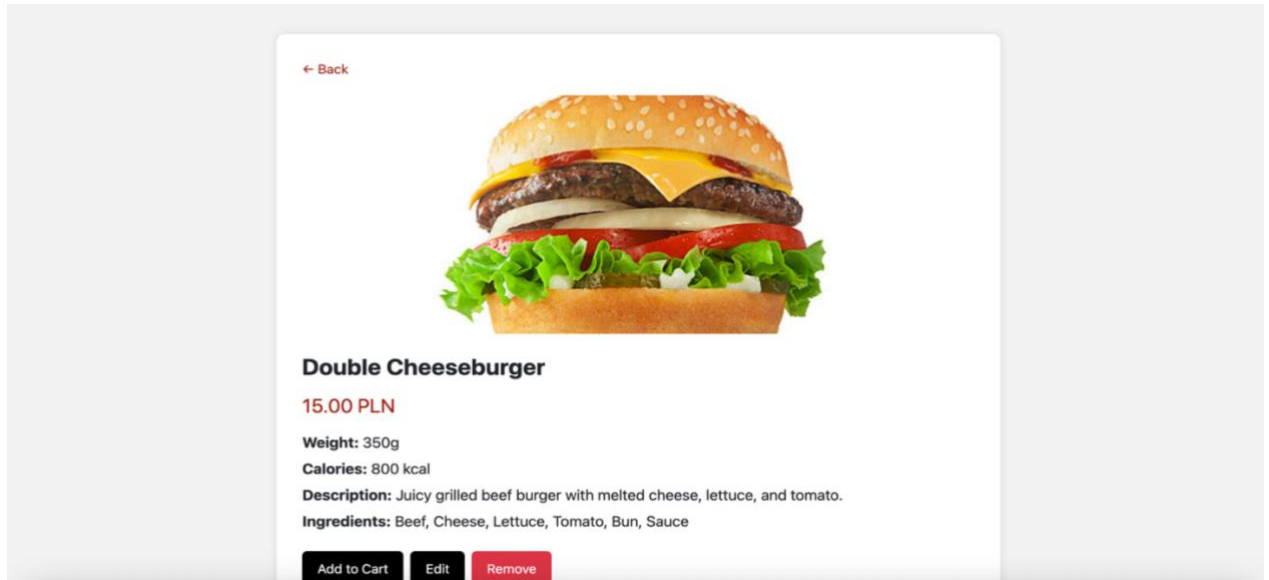 ← Back
Double Cheeseburger
15.00 PLN
Weight: 350g
Calories: 800 kcal
Description: Juicy grilled beef burger with melted cheese, lettuce, and tomato.
Ingredients: Beef, Cheese, Lettuce, Tomato, Bun, Sauce
Add to Cart Edit Remove